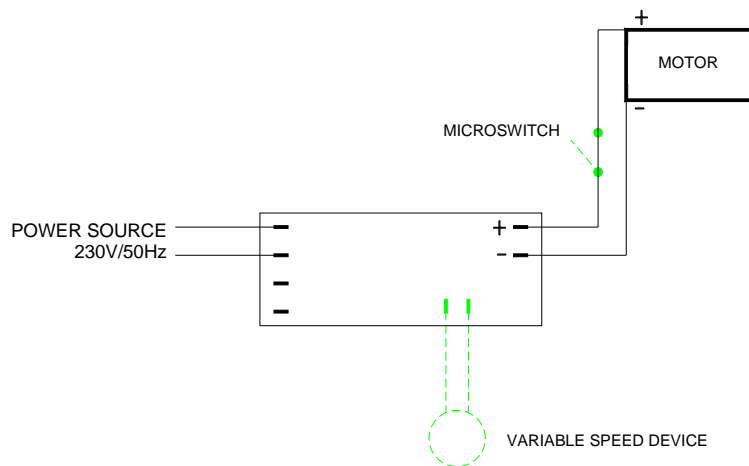 +
MOTOR
-
MICROSWITCH
POWER SOURCE
230V/50Hz
+
-
VARIABLE SPEED DEVICE